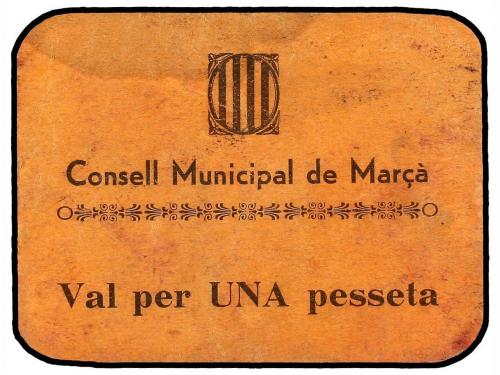 Consell Municipal de Marçà
Val per UNA pesseta